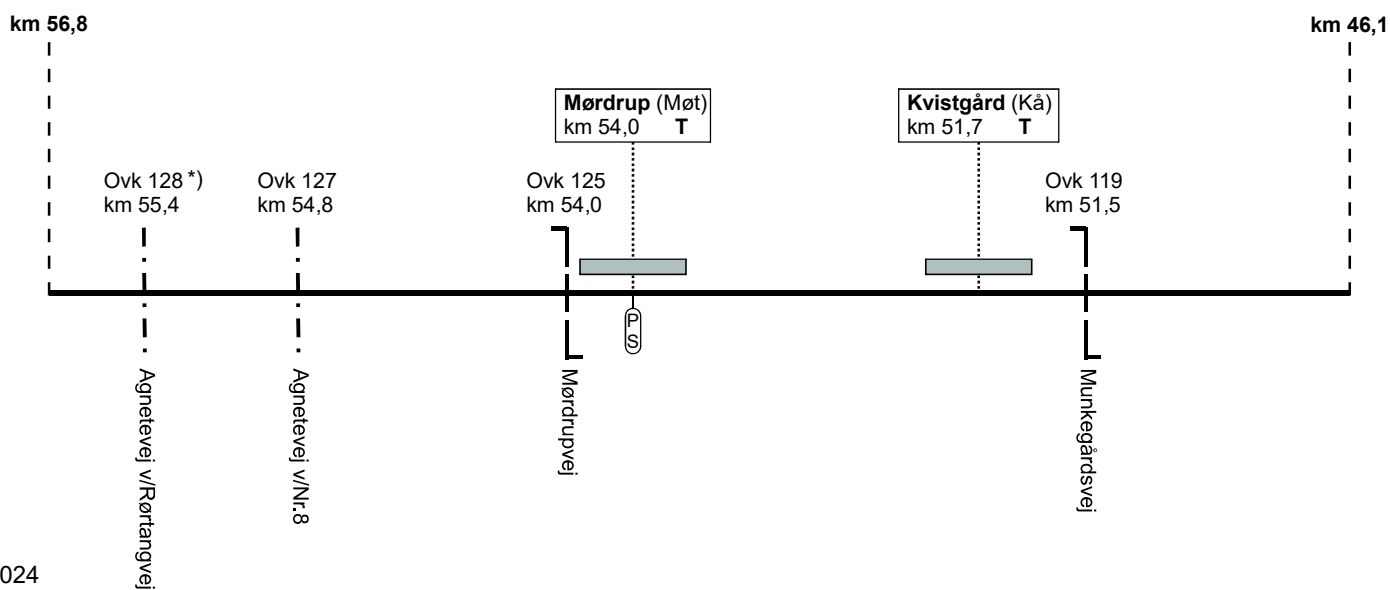 km 56,8
km 46,1
Mørdrup (Møt)
km 54,0 T
Kvistgård (Kå)
km 51,7 T
Ovk 128 *)
km 55,4
Ovk 127
km 54,8
Ovk 125
km 54,0
Ovk 119
km 51,5
P
S
Agnetevej v/Rørtangvej
Agnetevej v/Nr.8
Mørdrupvej
Munkegårdsvej
024